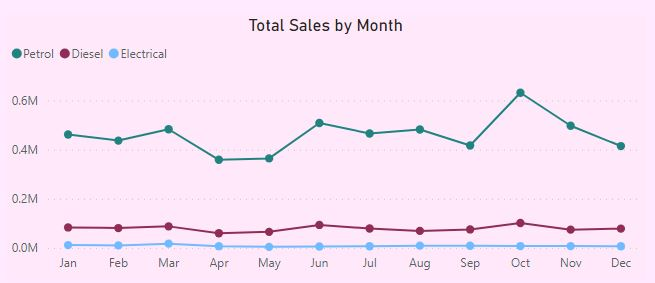 Total Sales by Month
Petrol Diesel Electrical
0.6M
0.4M
0.2M
0.0M
Jan Feb Mar Apr May Jun Jul Aug Sep Oct Nov Dec